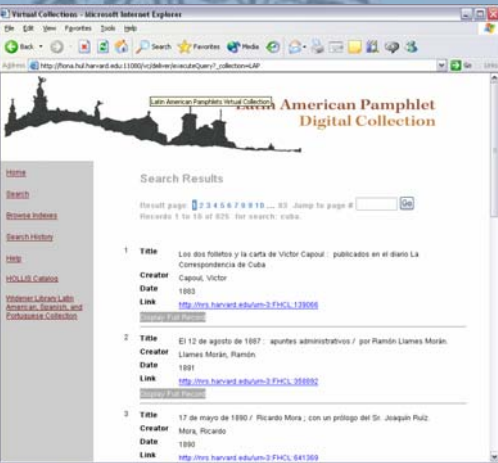 Virtual Collections - Microsoft Internet Explorer
File Edit View Favorites Tools Help
Back Search Favorites Media
Address http://fiona.hul.harvard.edu:11080/vc/deliver/executeQuery?_collection=LAP Go Links
Latin American Pamphlets Virtual Collection
Latin American Pamphlet
Digital Collection
Home
Search
Browse Indexes
Search History
Help
HOLLIS Catalog
Widener Library Latin
American, Spanish, and
Portuguese Collection
Search Results
Result page: 1 2 3 4 5 6 7 8 9 10 .... 83 Jump to page # Go
Records 1 to 10 of 825 for search: cuba.
1 Title Los dos folletos y la carta de Victor Capoul : publicados en el diario La
Correspondencia de Cuba
Creator Capoul, Victor
Date
Link http://nrs.harvard.edu/urn-3:FHCL:139066
Display Full Record
2 Title El 12 de agosto de 1887 : apuntes administrativos / por Ramón Llames Morán.
Creator Llames Morán, Ramón
Date 1891
Link http://nrs.harvard.edu/urn-3:FHCL:358892
Display Full Record
3 Title 17 de mayo de 1890 / Ricardo Mora ; con un prólogo del Sr. Joaquín Ruíz.
Creator Mora, Ricardo
Date 1890
Link http://nrs.harvard.edu/urn-3:FHCL:641369